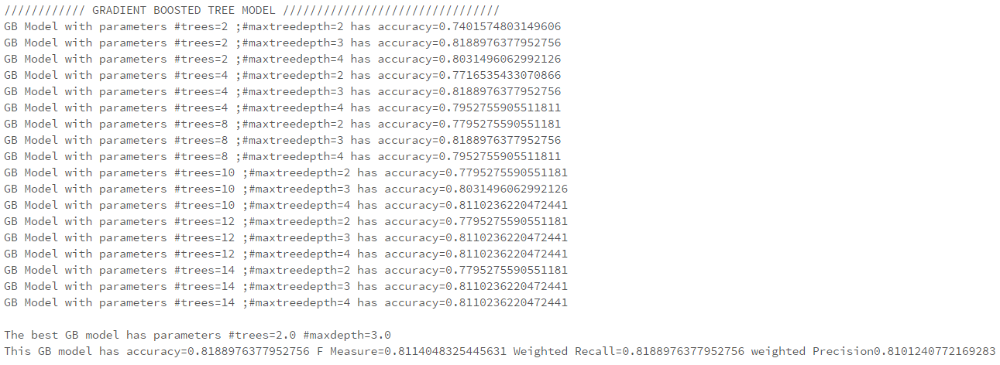 //////////// GRADIENT BOOSTED TREE MODEL ////////////////////////////////
GB Model with parameters #trees=2 ;#maxtreedepth=2 has accuracy=0.7401574803149606
GB Model with parameters #trees=2 ;#maxtreedepth=3 has accuracy=0.8188976377952756
GB Model with parameters #trees=2 ;#maxtreedepth=4 has accuracy=0.8031496062992126
GB Model with parameters #trees=4 ;#maxtreedepth=2 has accuracy=0.7716535433070866
GB Model with parameters #trees=4 ;#maxtreedepth=3 has accuracy=0.8188976377952756
GB Model with parameters #trees=4 ;#maxtreedepth=4 has accuracy=0.7952755905511811
GB Model with parameters #trees=8 ;#maxtreedepth=2 has accuracy=0.7795275590551181
GB Model with parameters #trees=8 ;#maxtreedepth=3 has accuracy=0.8188976377952756
GB Model with parameters #trees=8 ;#maxtreedepth=4 has accuracy=0.7952755905511811
GB Model with parameters #trees=10 ;#maxtreedepth=2 has accuracy=0.7795275590551181
GB Model with parameters #trees=10 ;#maxtreedepth=3 has accuracy=0.8031496062992126
GB Model with parameters #trees=10 ;#maxtreedepth=4 has accuracy=0.8110236220472441
GB Model with parameters #trees=12 ;#maxtreedepth=2 has accuracy=0.7795275590551181
GB Model with parameters #trees=12 ;#maxtreedepth=3 has accuracy=0.8110236220472441
GB Model with parameters #trees=12 ;#maxtreedepth=4 has accuracy=0.8110236220472441
GB Model with parameters #trees=14 ;#maxtreedepth=2 has accuracy=0.7795275590551181
GB Model with parameters #trees=14 ;#maxtreedepth=3 has accuracy=0.8110236220472441
GB Model with parameters #trees=14 ;#maxtreedepth=4 has accuracy=0.8110236220472441
The best GB model has parameters #trees=2.0 #maxdepth=3.0
This GB model has accuracy=0.8188976377952756 F Measure=0.8114048325445631 Weighted Recall=0.8188976377952756 weighted Precision0.8101240772169283